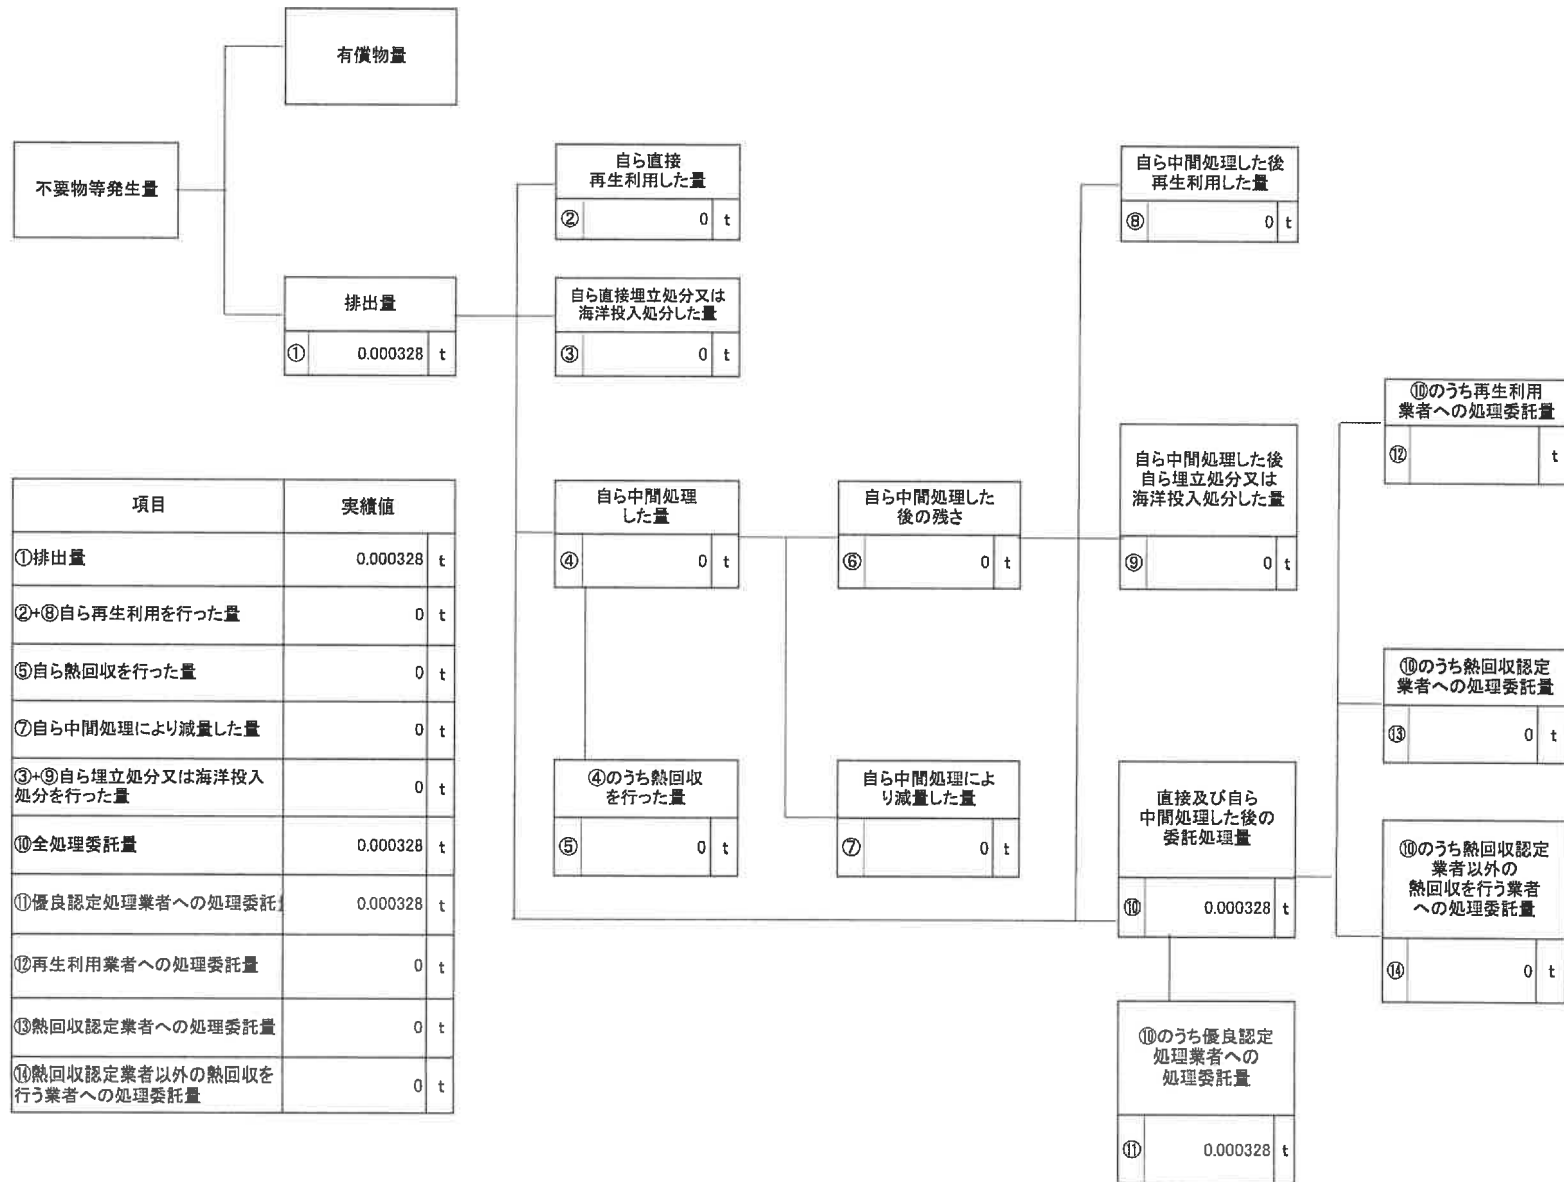 有償物量
不要物等発生量
排出量
① 0.000328 t
自ら直接
再生利用した量
② 0 t
自ら直接埋立処分又は
海洋投入処分した量
③ 0 t
自ら中間処理
した量
④ 0 t
④のうち熱回収
を行った量
⑤ 0 t
自ら中間処理した
後の残さ
⑥ 0 t
自ら中間処理によ
り減量した量
⑦ 0 t
自ら中間処理した後
再生利用した量
⑧ 0 t
自ら中間処理した後
自ら埋立処分又は
海洋投入処分した量
⑨ 0 t
直接及び自ら
中間処理した後の
委託処理量
⑩ 0.000328 t
⑩のうち優良認定
処理業者への
処理委託量
⑪ 0.000328 t
⑩のうち再生利用
業者への処理委託量
⑫ t
⑩のうち熱回収認定
業者への処理委託量
⑬ 0 t
⑩のうち熱回収認定
業者以外の
熱回収を行う業者
への処理委託量
⑭ 0 t
項目 実績値
①排出量 0.000328 t
②+⑧自ら再生利用を行った量 0 t
⑤自ら熱回収を行った量 0 t
⑦自ら中間処理により減量した量 0 t
③+⑨自ら埋立処分又は海洋投入
処分を行った量 0 t
⑩全処理委託量 0.000328 t
⑪優良認定処理業者への処理委託 0.000328 t
⑫再生利用業者への処理委託量 0 t
⑬熱回収認定業者への処理委託量 0 t
⑭熱回収認定業者以外の熱回収を
行う業者への処理委託量 0 t